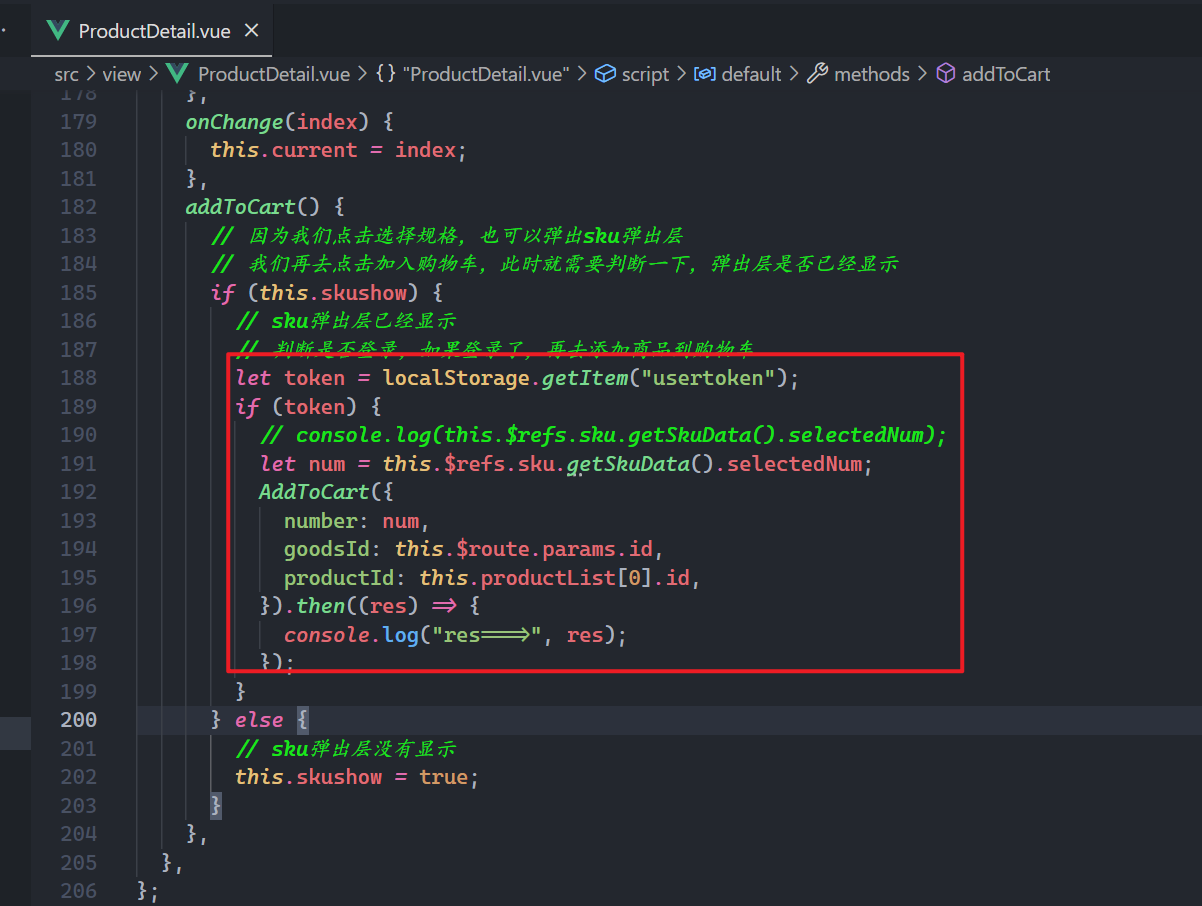 ProductDetail.vue
src > view > ProductDetail.vue > {} "ProductDetail.vue" > script > default > methods > addToCart
178 },
179 onChange(index) {
180 this.current = index;
181 },
182 addToCart() {
183 // 因为我们点击选择规格，也可以弹出sku弹出层
184 // 我们再去点击加入购物车，此时就需要判断一下，弹出层是否已经显示
185 if (this.skushow) {
186 // sku弹出层已经显示
187 // 判断是否登录，如果登录了，再去添加商品到购物车
188 let token = localStorage.getItem("usertoken");
189 if (token) {
190 // console.log(this.$refs.sku.getSkuData().selectedNum);
191 let num = this.$refs.sku.getSkuData().selectedNum;
192 AddToCart({
193 number: num,
194 goodsId: this.$route.params.id,
195 productId: this.productList[0].id,
196 }).then((res) => {
197 console.log("res===>", res);
198 });
199 }
200 } else {
201 // sku弹出层没有显示
202 this.skushow = true;
203 }
204 },
205 },
206 };